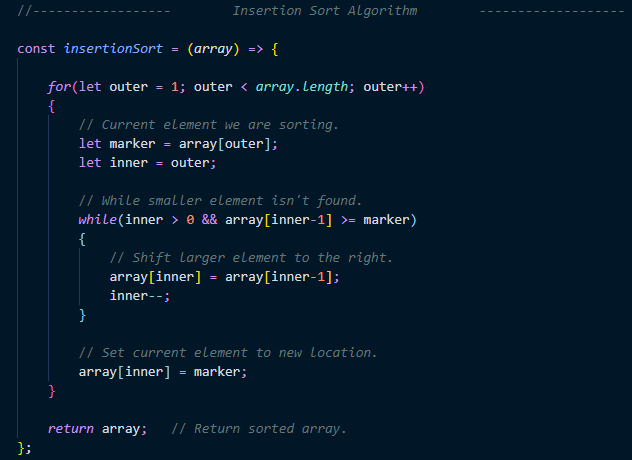 //------------------        Insertion Sort Algorithm        -------------------
const insertionSort = (array) => {
for(let outer = 1; outer < array.length; outer++)
{
// Current element we are sorting.
let marker = array[outer];
let inner = outer;
// While smaller element isn't found.
while(inner > 0 && array[inner-1] >= marker)
{
// Shift larger element to the right.
array[inner] = array[inner-1];
inner--;
}
// Set current element to new location.
array[inner] = marker;
}
return array;   // Return sorted array.
};